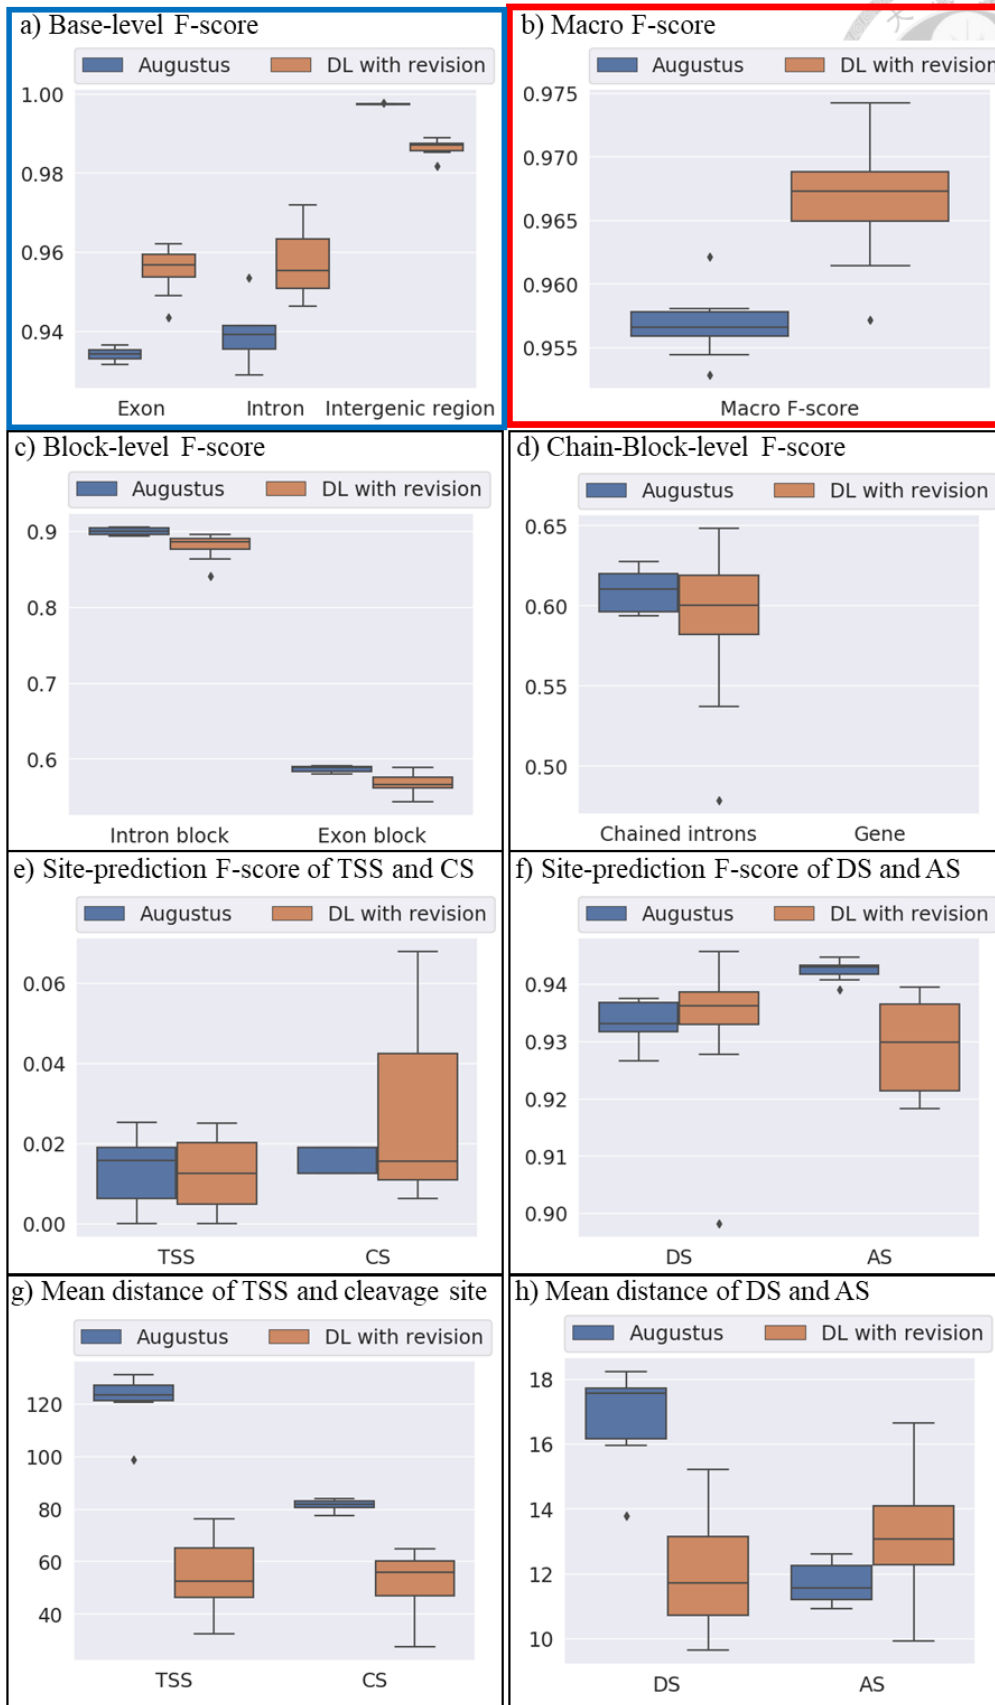 a) Base-level F-score
Augustus DL with revision
1.00
0.98
0.96
0.94
Exon Intron Intergenic region
b) Macro F-score
Augustus DL with revision
0.975
0.970
0.965
0.960
0.955
Macro F-score
c) Block-level F-score
Augustus DL with revision
0.9
0.8
0.7
0.6
Intron block Exon block
d) Chain-Block-level F-score
Augustus DL with revision
0.65
0.60
0.55
0.50
Chained introns Gene
e) Site-prediction F-score of TSS and CS
Augustus DL with revision
0.06
0.04
0.02
0.00
TSS CS
f) Site-prediction F-score of DS and AS
Augustus DL with revision
0.94
0.93
0.92
0.91
0.90
DS AS
g) Mean distance of TSS and cleavage site
Augustus DL with revision
120
100
80
60
40
TSS CS
h) Mean distance of DS and AS
Augustus DL with revision
18
16
14
12
10
DS AS